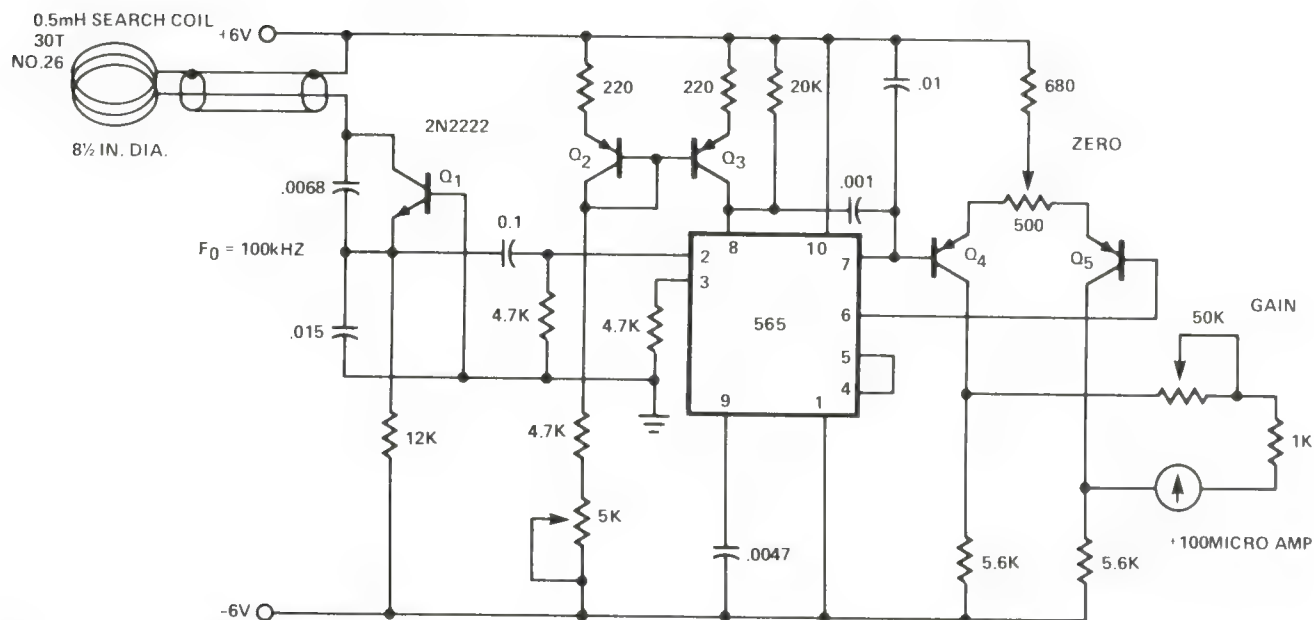 0.5mH SEARCH COIL
30T
NO.26
+6V
8½ IN. DIA.
2N2222
Q1
.0068
F0 = 100kHZ
.015
12K
0.1
4.7K
4.7K
220
220
20K
Q2
Q3
.01
.001
680
ZERO
500
Q4
Q5
8
10
2
3
7
6
5
4
9
1
565
GAIN
50K
1K
4.7K
5K
.0047
5.6K
5.6K
+100MICRO AMP
-6V